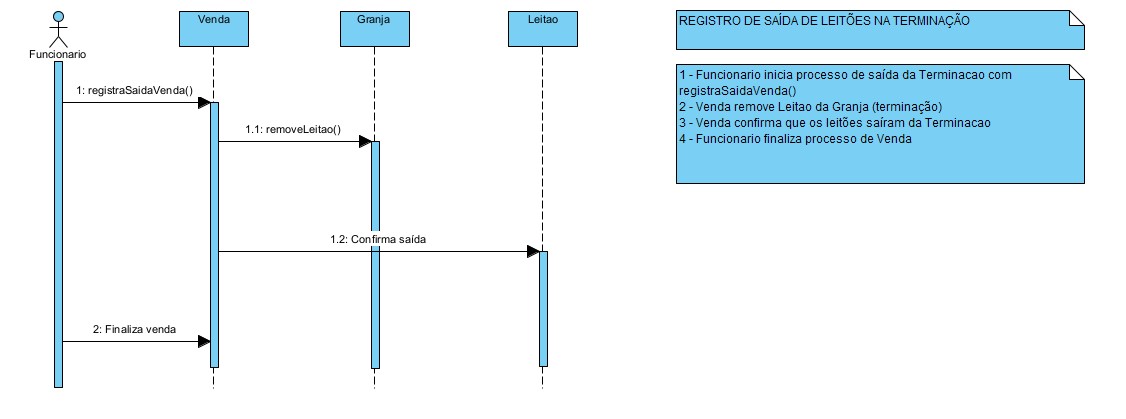 Venda
Granja
Leitao
Funcionario
1: registraSaidaVenda()
1.1: removeLeitao()
1.2: Confirma saída
2: Finaliza venda
REGISTRO DE SAÍDA DE LEITÕES NA TERMINAÇÃO
1 - Funcionario inicia processo de saída da Terminacao com
registraSaidaVenda()
2 - Venda remove Leitao da Granja (terminação)
3 - Venda confirma que os leitões saíram da Terminacao
4 - Funcionario finaliza processo de Venda